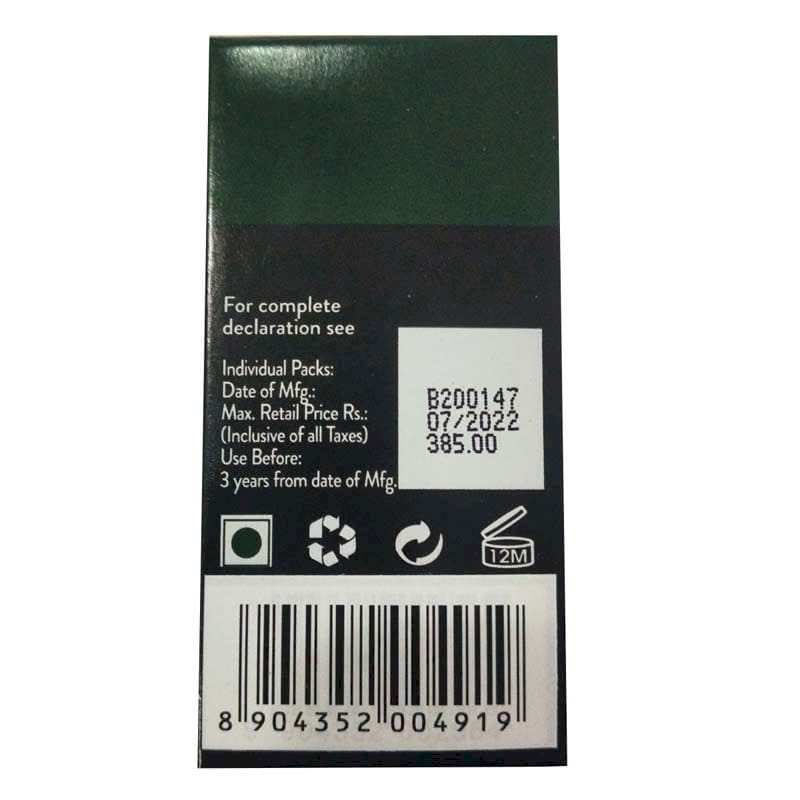 For complete
declaration see
Individual Packs:
Date of Mfg.:
Max. Retail Price Rs.:
(Inclusive of all Taxes)
Use Before:
3 years from date of Mfg.
B200147
07/2022
385.00
12M
8 904352 004919